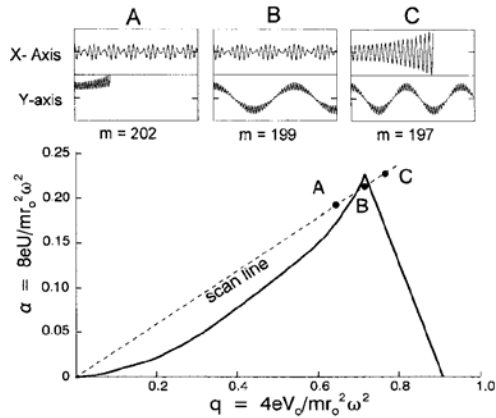 A B C
X- Axis
Y-axis
m = 202 m = 199 m = 197
0.25
0.20
0.15
0.10
0.05
0
α = 8eU/mr₀²ω²
A
B
C
scan line
0.2 0.4 0.6 0.8 1.0
q = 4eV₀/mr₀²ω²